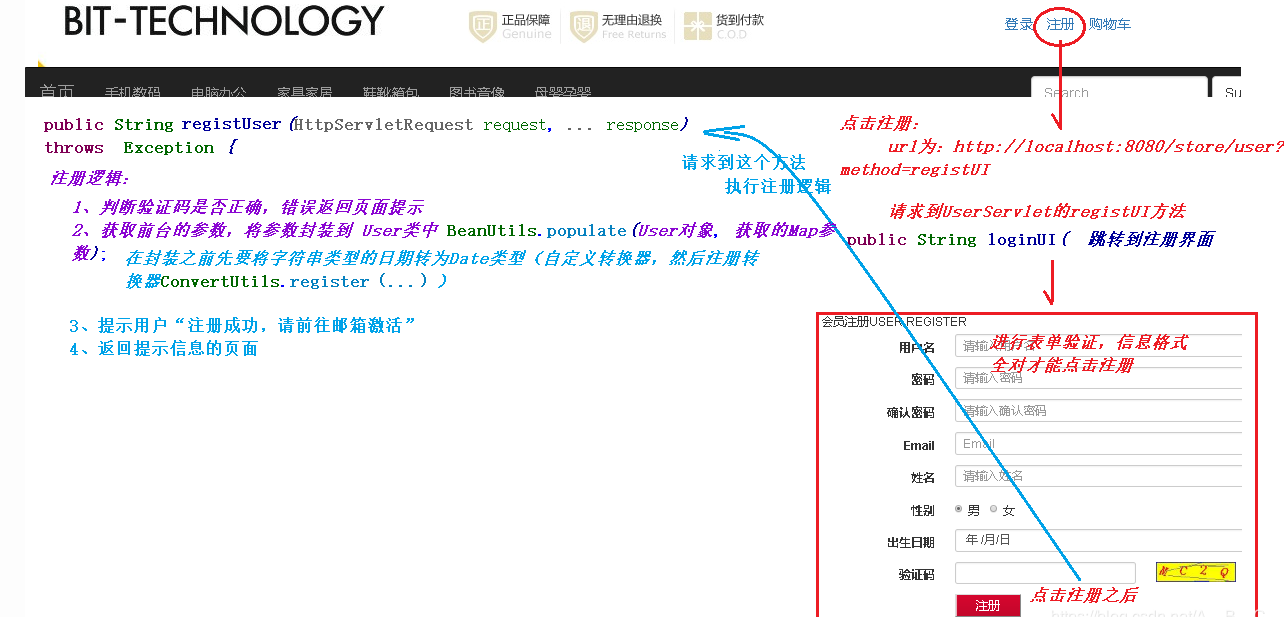 BIT-TECHNOLOGY
正品保障
Genuine
无理由退换
Free Returns
货到付款
C.O.D
登录 注册 购物车
首页 手机数码 电脑办公 家具家居 鞋靴箱包 图书音像 母婴孕婴
Search
Su
public String registUser(HttpServletRequest request, ... response)
throws Exception {
注册逻辑：
1、判断验证码是否正确，错误返回页面提示
2、获取前台的参数，将参数封装到 User类中 BeanUtils.populate(User对象, 获取的Map参
数);
在封装之前先要将字符串类型的日期转为Date类型（自定义转换器，然后注册转
换器ConvertUtils.register（...））
3、提示用户“注册成功，请前往邮箱激活”
4、返回提示信息的页面
请求到这个方法
执行注册逻辑
点击注册：
url为：http://localhost:8080/store/user?
method=registUI
请求到UserServlet的registUI方法
public String loginUI( 跳转到注册界面
会员注册USER REGISTER
进行表单验证，信息格式
全对才能点击注册
用户名
密码 请输入密码
确认密码 请输入确认密码
Email Email
姓名 请输入姓名
性别 男 女
出生日期 年/月/日
验证码 M C 2 Q
点击注册之后
注册